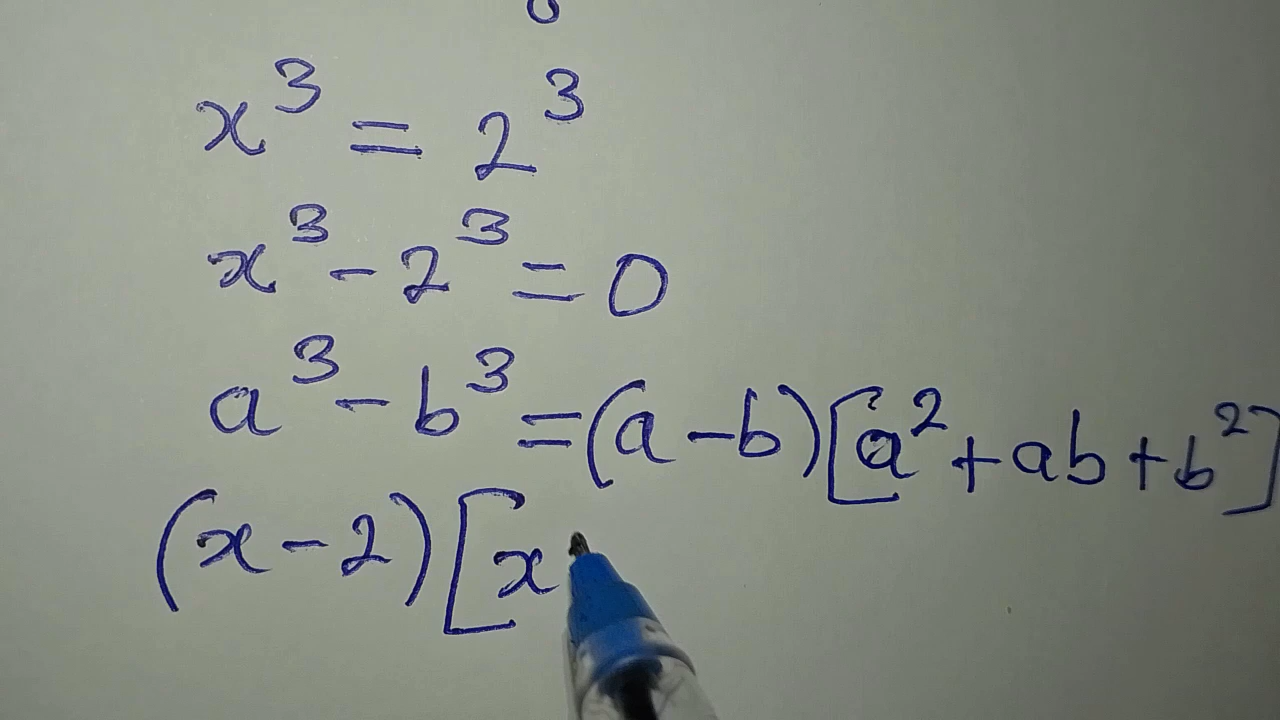 x³ = 2³
x³ - 2³ = 0
a³ - b³ = (a - b)[a² + ab + b²]
(x - 2)[x